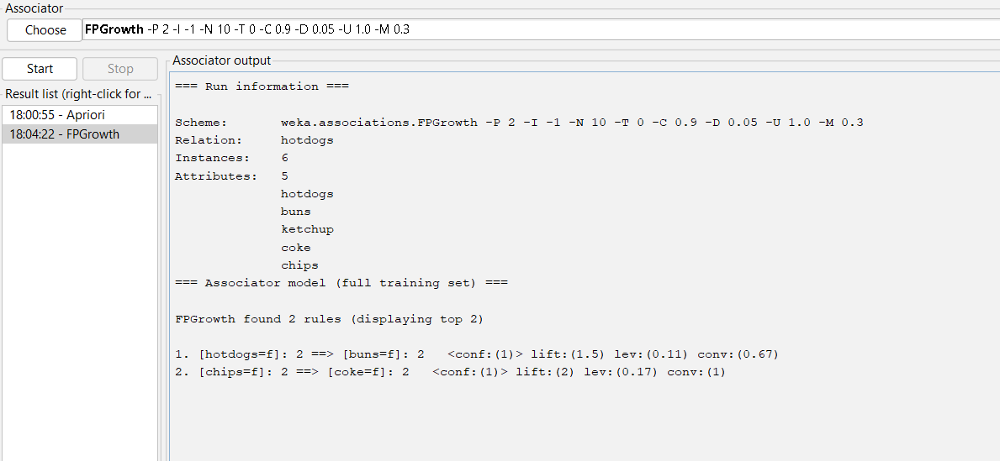 Associator
Choose FPGrowth -P 2 -I -1 -N 10 -T 0 -C 0.9 -D 0.05 -U 1.0 -M 0.3
Start Stop
Result list (right-click for ...
18:00:55 - Apriori
18:04:22 - FPGrowth
Associator output
=== Run information ===
Scheme: weka.associations.FPGrowth -P 2 -I -1 -N 10 -T 0 -C 0.9 -D 0.05 -U 1.0 -M 0.3
Relation: hotdogs
Instances: 6
Attributes: 5
hotdogs
buns
ketchup
coke
chips
=== Associator model (full training set) ===
FPGrowth found 2 rules (displaying top 2)
1. [hotdogs=f]: 2 ==> [buns=f]: 2 <conf:(1)> lift:(1.5) lev:(0.11) conv:(0.67)
2. [chips=f]: 2 ==> [coke=f]: 2 <conf:(1)> lift:(2) lev:(0.17) conv:(1)